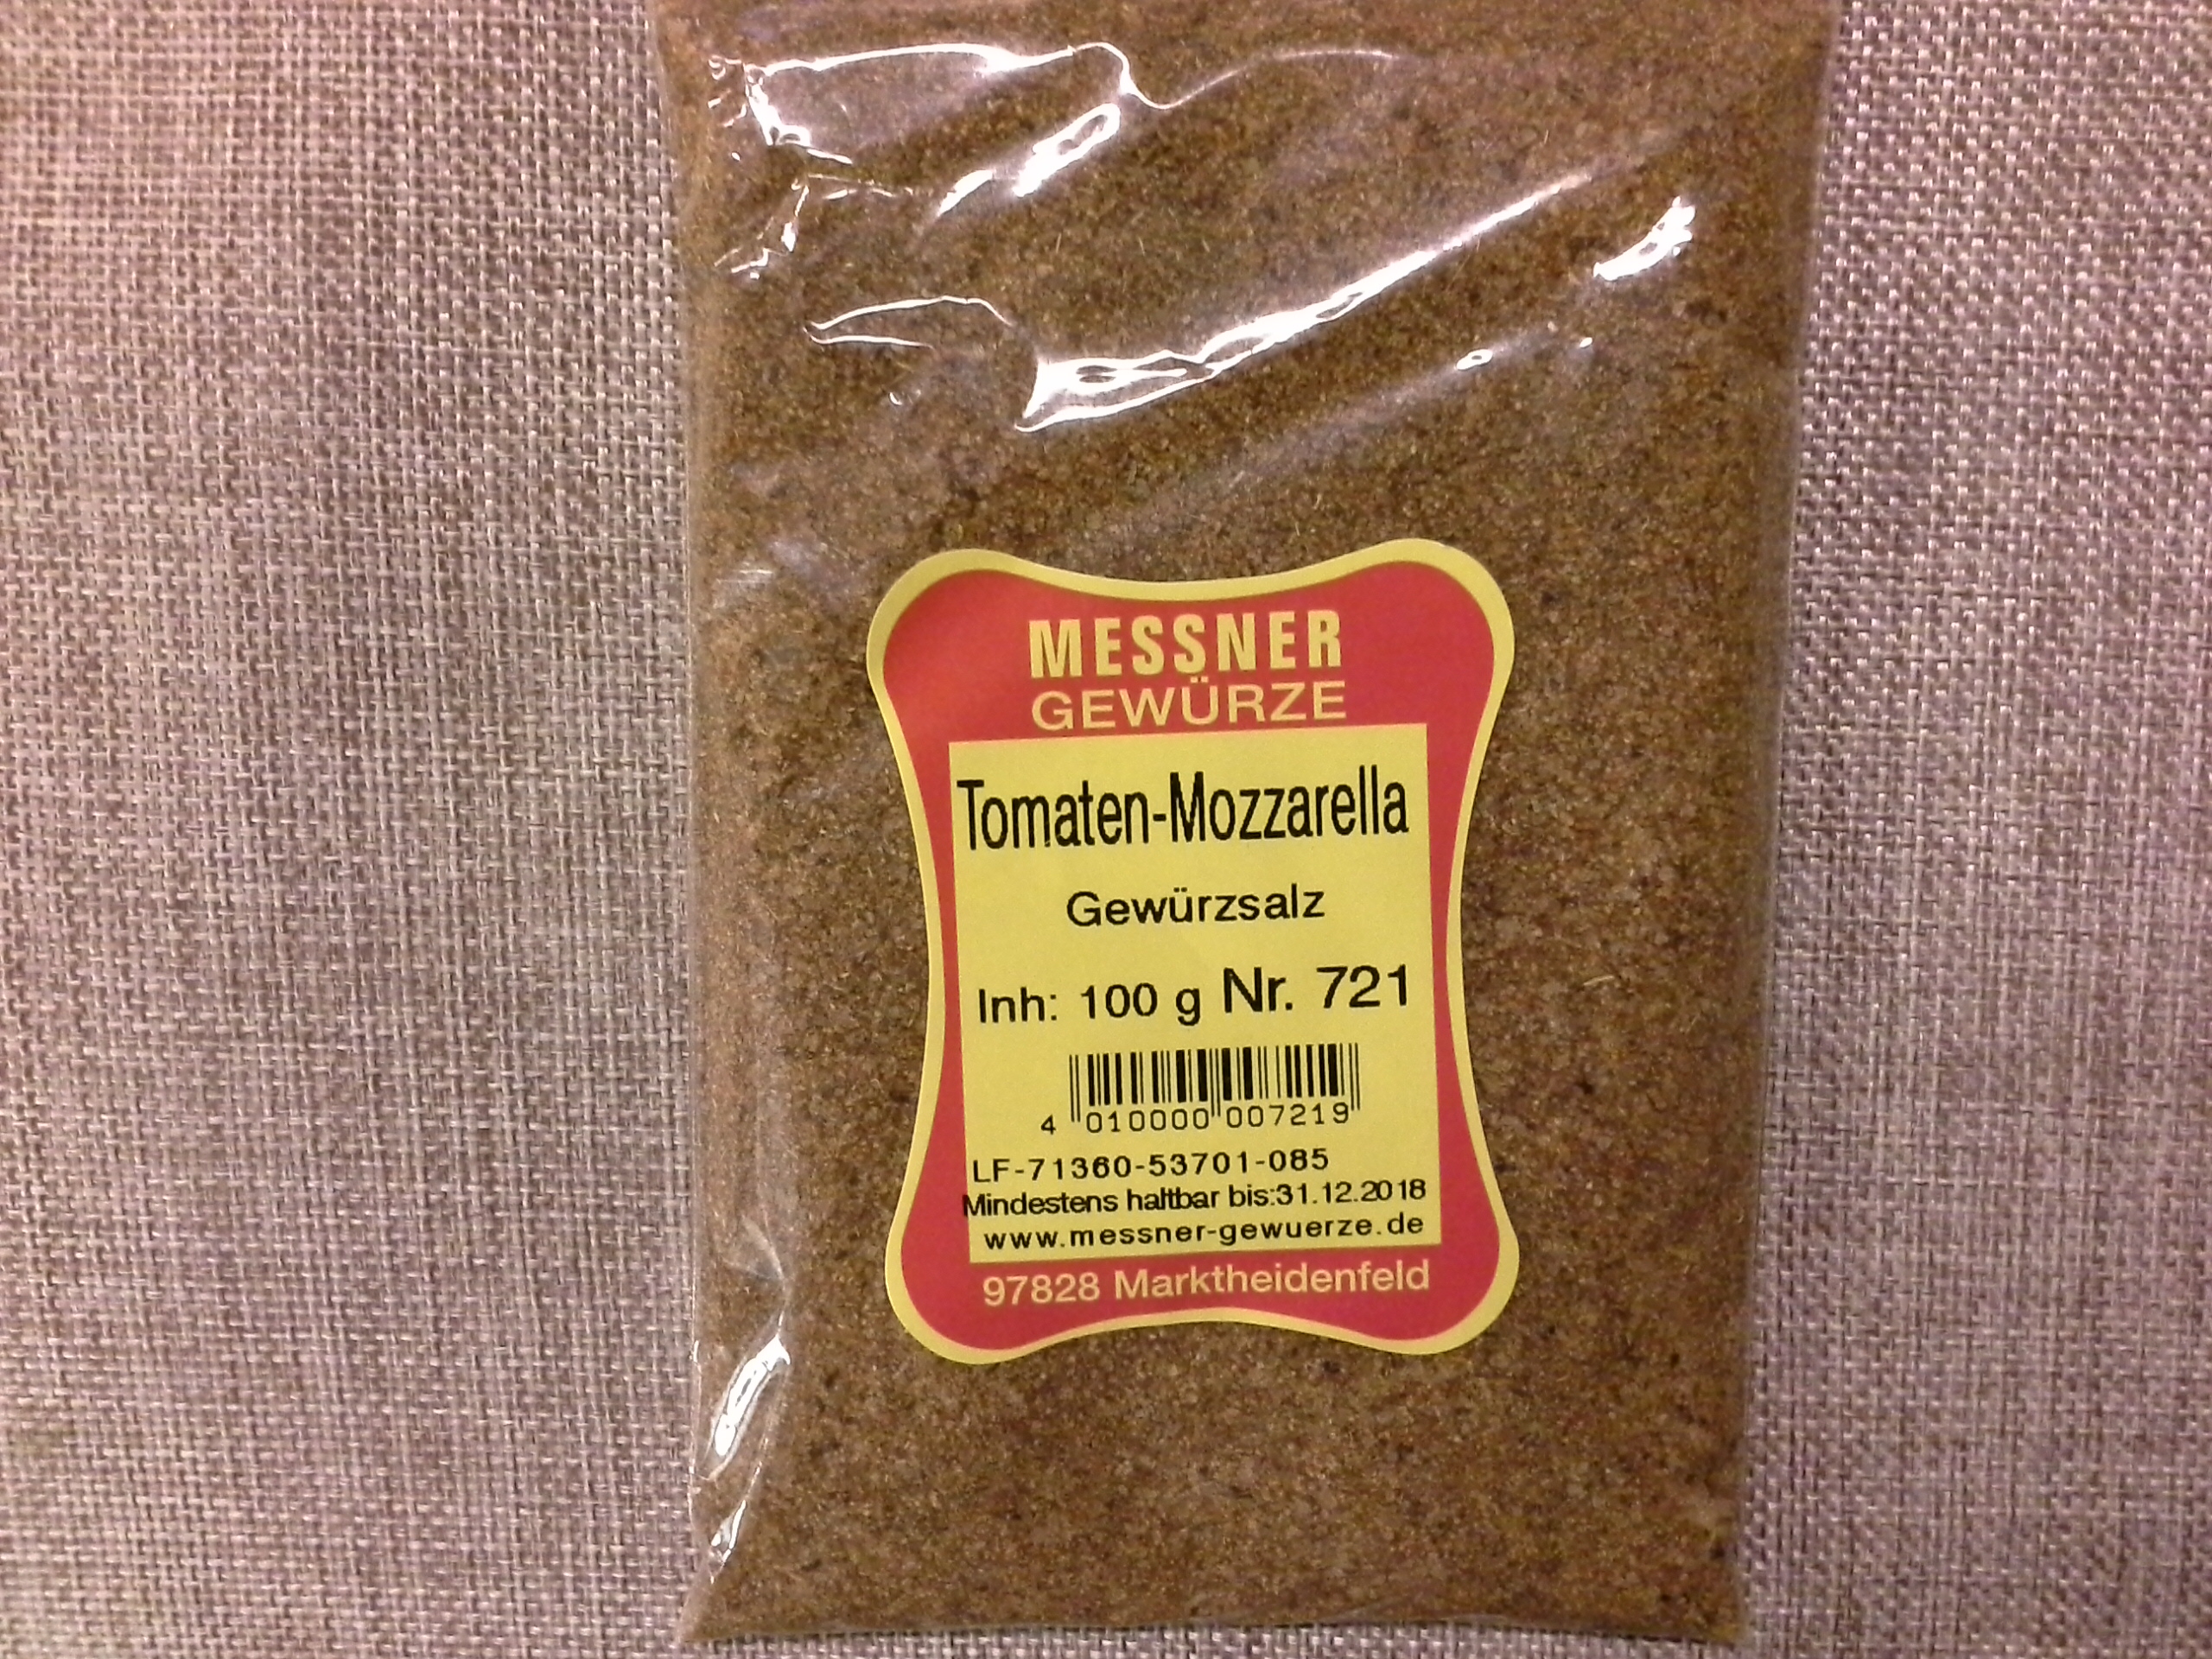 MESSNER
GEWÜRZE
Tomaten-Mozzarella
Gewürzsalz
Inh: 100 g Nr. 721
4 010000 007219
LF-71360-53701-085
Mindestens haltbar bis:31.12.2018
www.messner-gewuerze.de
97828 Marktheidenfeld